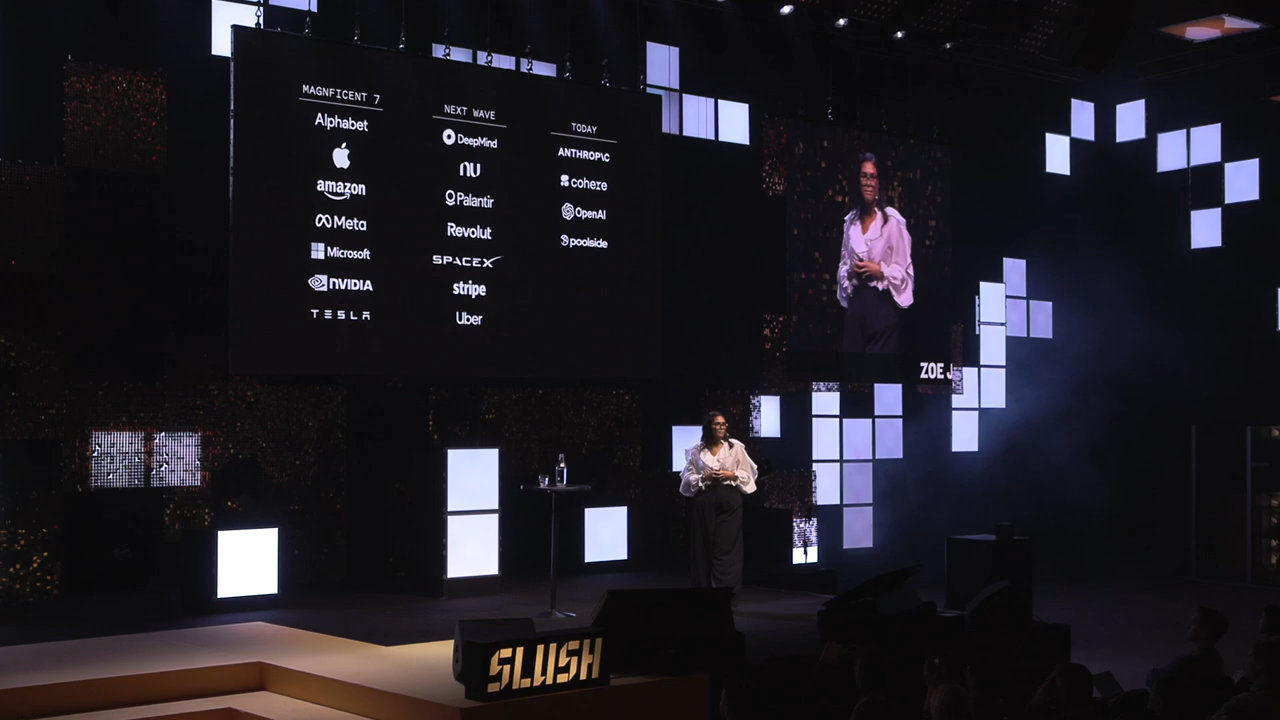 MAGNFICENT 7
Alphabet
amazon
Meta
Microsoft
NVIDIA
TESLA
NEXT WAVE
DeepMind
nu
Palantir
Revolut
SPACEX
stripe
Uber
TODAY
ANTHROP\C
cohere
OpenAI
poolside
ZOE J
SLUSH